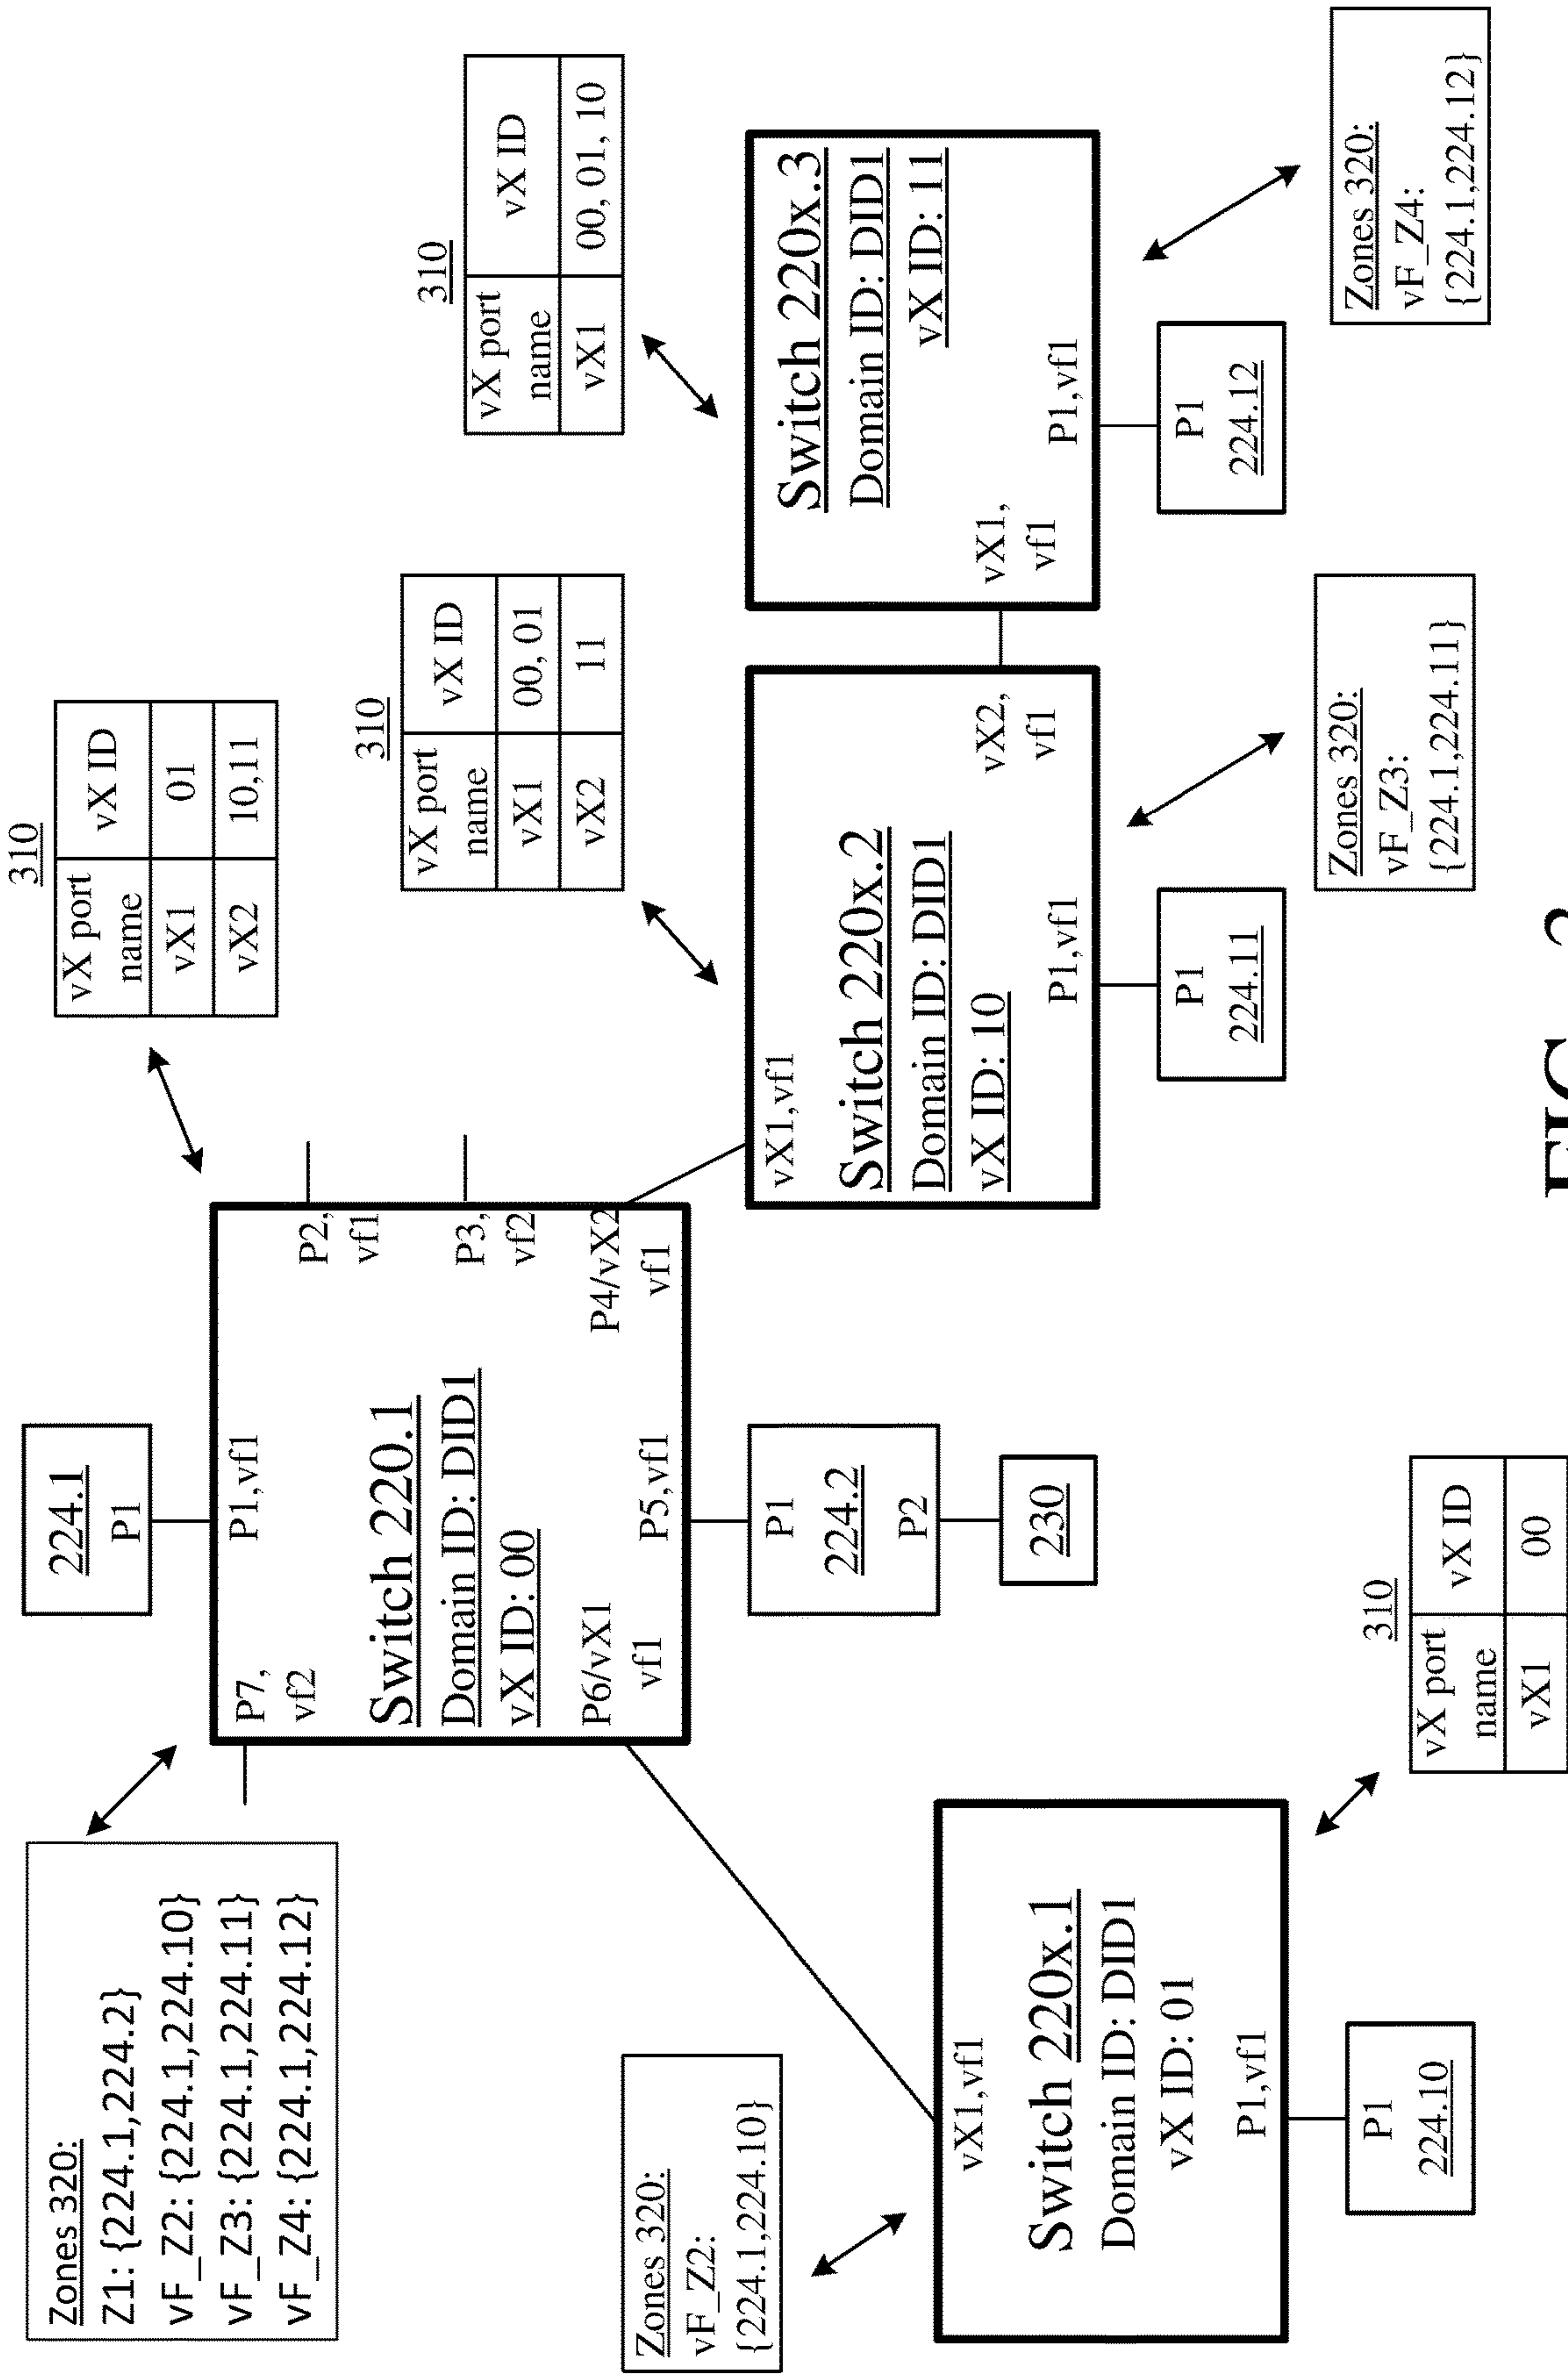 Zones 320:
Z1: {224.1,224.2}
vF_Z2: {224.1,224.10}
vF_Z3: {224.1,224.11}
vF_Z4: {224.1,224.12}
224.1
P1
310
vX port name
vX ID
vX1
01
vX2
10,11
P7,
vf2
P1,vf1
P2,
vf1
Switch 220.1
Domain ID: DID1
vX ID: 00
P3,
vf2
P6/vX1
vf1
P5,vf1
P4/vX2
vf1
310
vX port name
vX ID
vX1
00, 01
vX2
11
310
vX port name
vX ID
vX1
00, 01, 10
Zones 320:
vF_Z2:
{224.1,224.10}
P1
224.2
P2
230
vX1,vf1
Switch 220x.2
Domain ID: DID1
vX ID: 10
vX2,
vf1
P1,vf1
Switch 220x.3
Domain ID: DID1
vX ID: 11
vX1,
vf1
P1,vf1
vX1,vf1
Switch 220x.1
Domain ID: DID1
vX ID: 01
P1,vf1
P1
224.11
P1
224.12
P1
224.10
310
vX port name
vX ID
vX1
00
Zones 320:
vF_Z3:
{224.1,224.11}
Zones 320:
vF_Z4:
{224.1,224.12}
FIG.